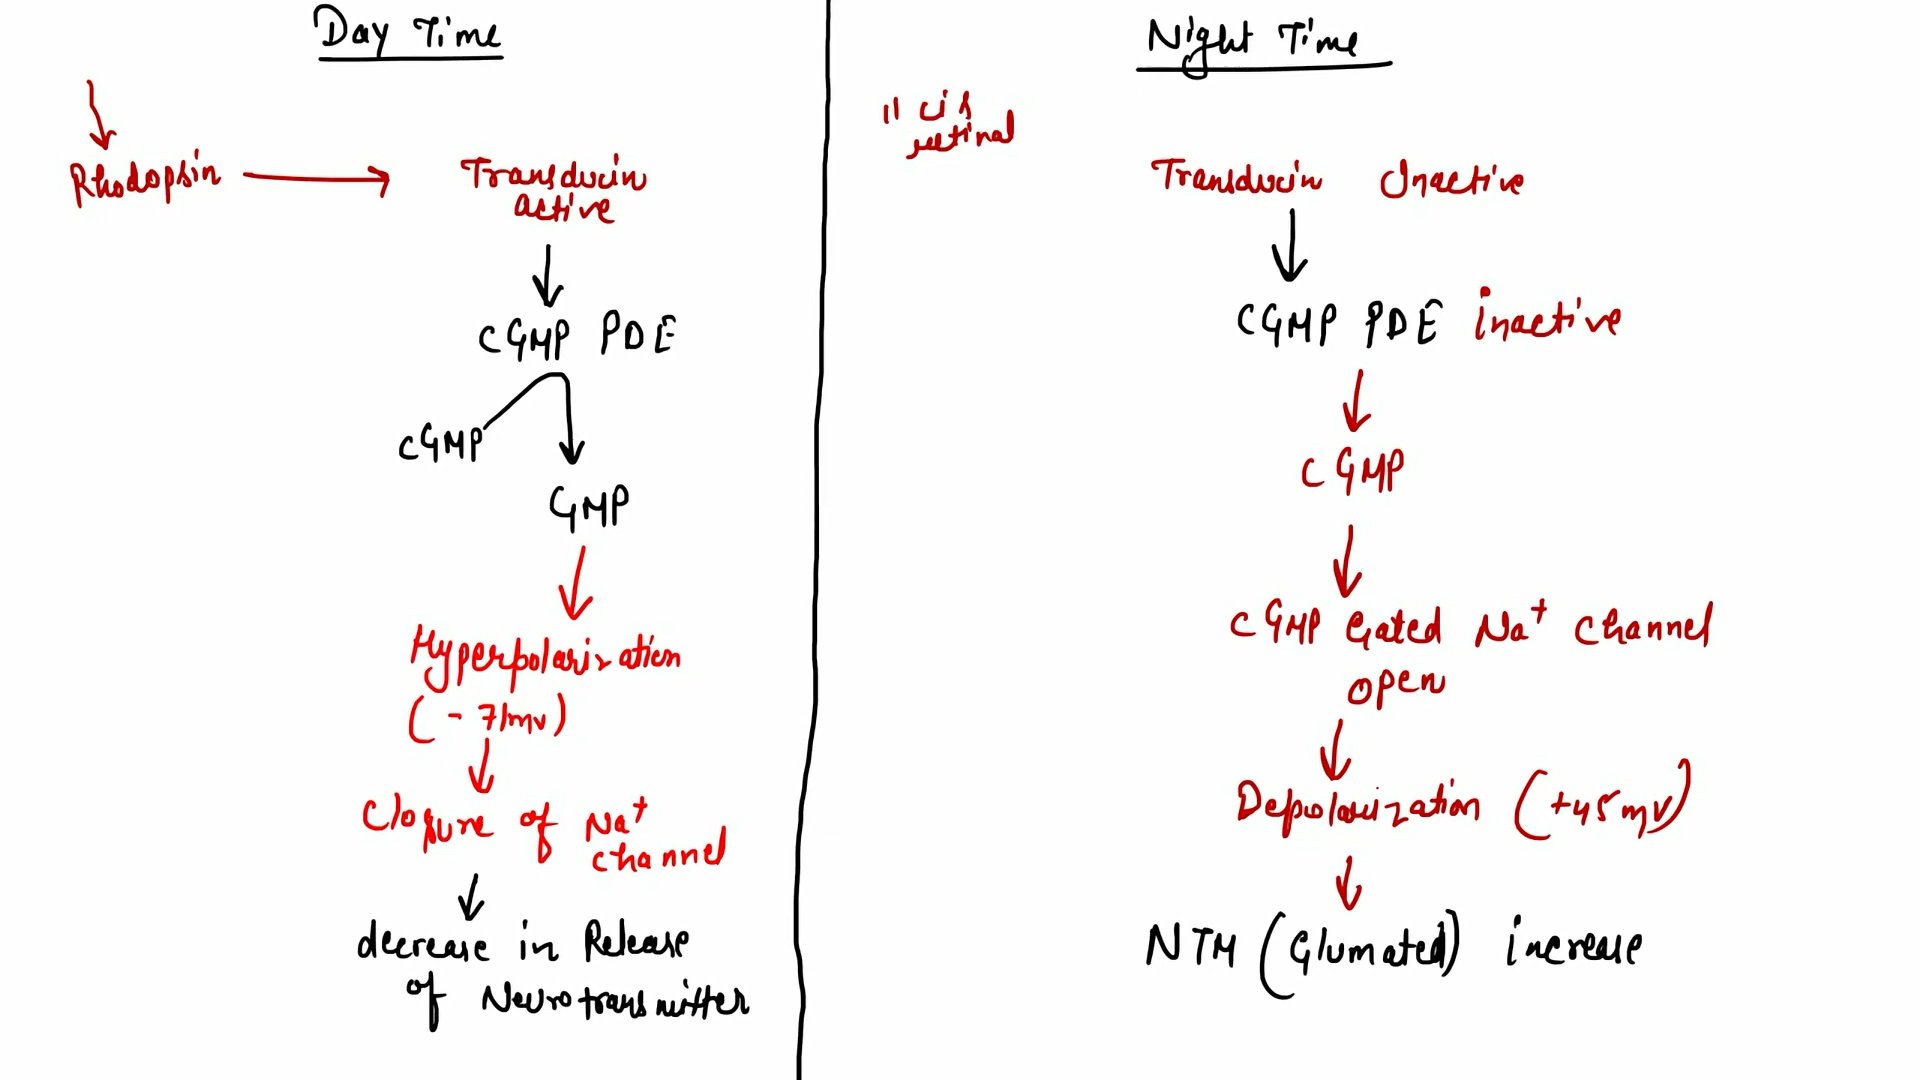 Day Time
Rhodopsin
Transducin
active
CGMP PDE
CGMP
GMP
Hyperpolarization
(- 71mv)
Closure of Na+
channel
decrease in Release
of Neurotransmitter
Night Time
11 cis
retinal
Transducin Inactive
CGMP PDE inactive
CGMP
CGMP Gated Na+ channel
open
Depolarization (+45mv)
NTM (Glumated) increase